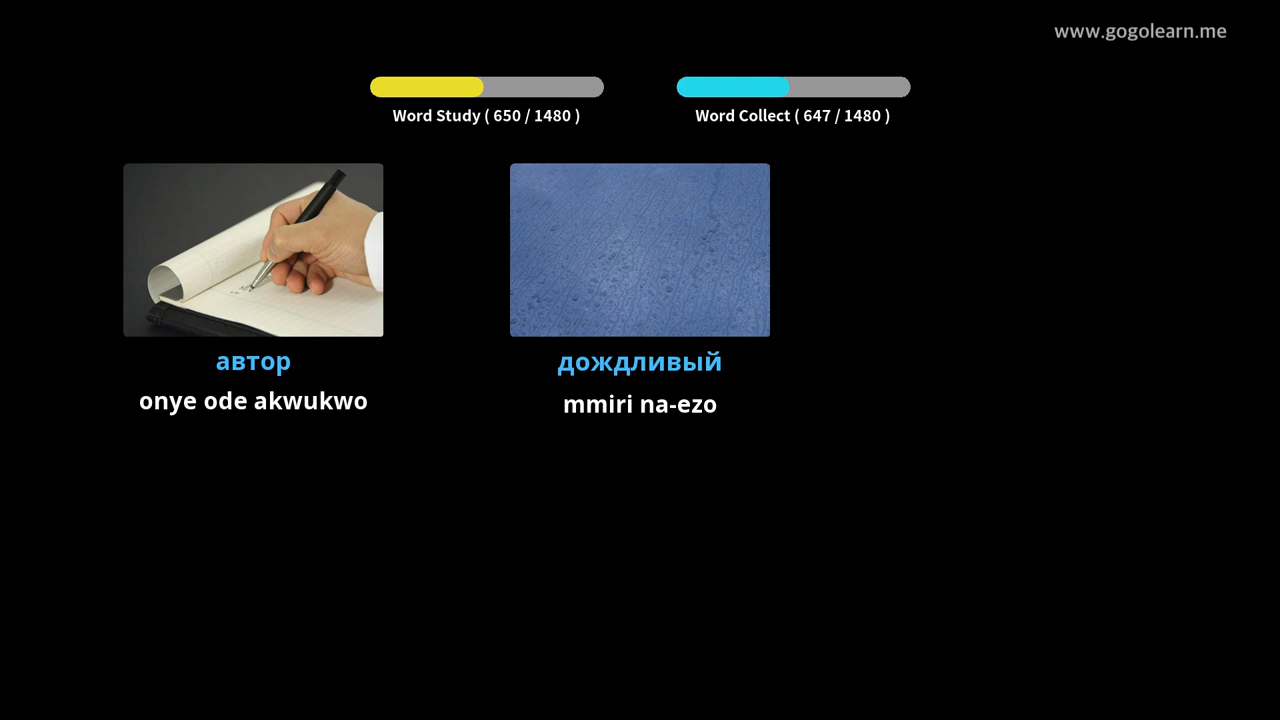 www.gogolearn.me
Word Study ( 650 / 1480 )
Word Collect ( 647 / 1480 )
автор
onye ode akwukwo
дождливый
mmiri na-ezo